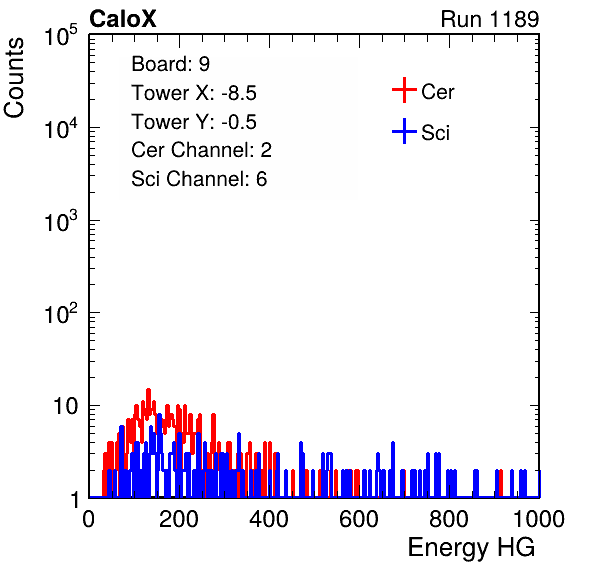 CaloX Run 1189
Counts
10^5
10^4
10^3
10^2
10
1
Board: 9
Tower X: -8.5
Tower Y: -0.5
Cer Channel: 2
Sci Channel: 6
Cer
Sci
0 200 400 600 800 1000
Energy HG